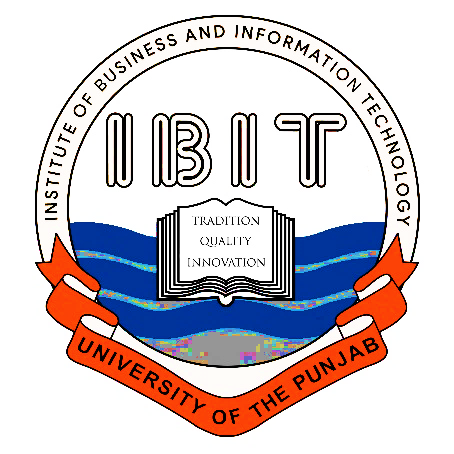 INSTITUTE OF BUSINESS AND INFORMATION TECHNOLOGY
IBIT
TRADITION
QUALITY
INNOVATION
UNIVERSITY OF THE PUNJAB